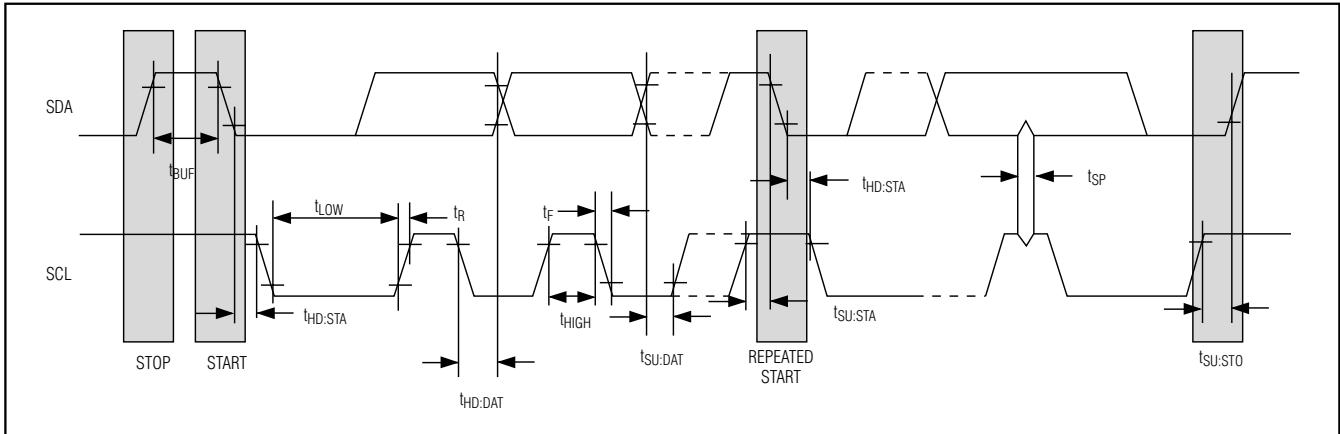 SDA
tBUF
tLOW
tR
tF
tHD:STA
tSP
SCL
tHD:STA
tHIGH
tSU:STA
tSU:DAT
tSU:STO
STOP
START
REPEATED
START
tHD:DAT